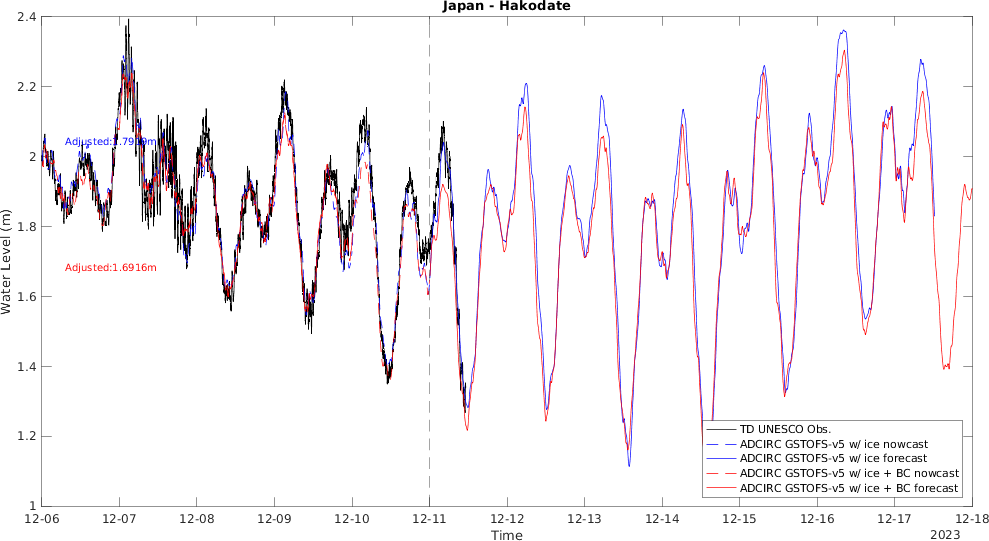 Japan - Hakodate
2.4
2.2
2
1.8
1.6
1.4
1.2
1
Water Level (m)
Adjusted:1.6916m
TD UNESCO Obs.
ADCIRC GSTOFS-v5 w/ ice nowcast
ADCIRC GSTOFS-v5 w/ ice forecast
ADCIRC GSTOFS-v5 w/ ice + BC nowcast
ADCIRC GSTOFS-v5 w/ ice + BC forecast
12-06 12-07 12-08 12-09 12-10 12-11 12-12 12-13 12-14 12-15 12-16 12-17 12-18
Time
2023